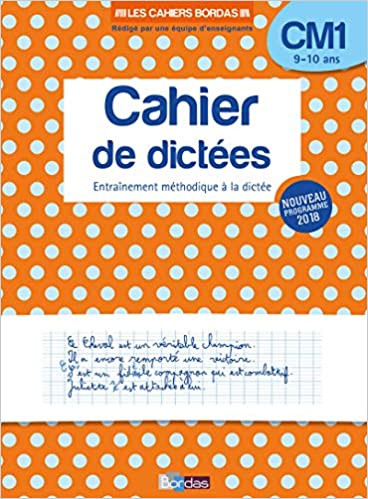 LES CAHIERS BORDAS
Rédigé par une équipe d'enseignants
CM1
9-10 ans
Cahier
de dictées
Entraînement méthodique à la dictée
NOUVEAU
PROGRAMME
2018
Le Cheval est un véritable champion.
Il a encore remporté une victoire.
C'est un fidèle compagnon qui est combatif.
Juliette s'est attachée à lui.
Bordas